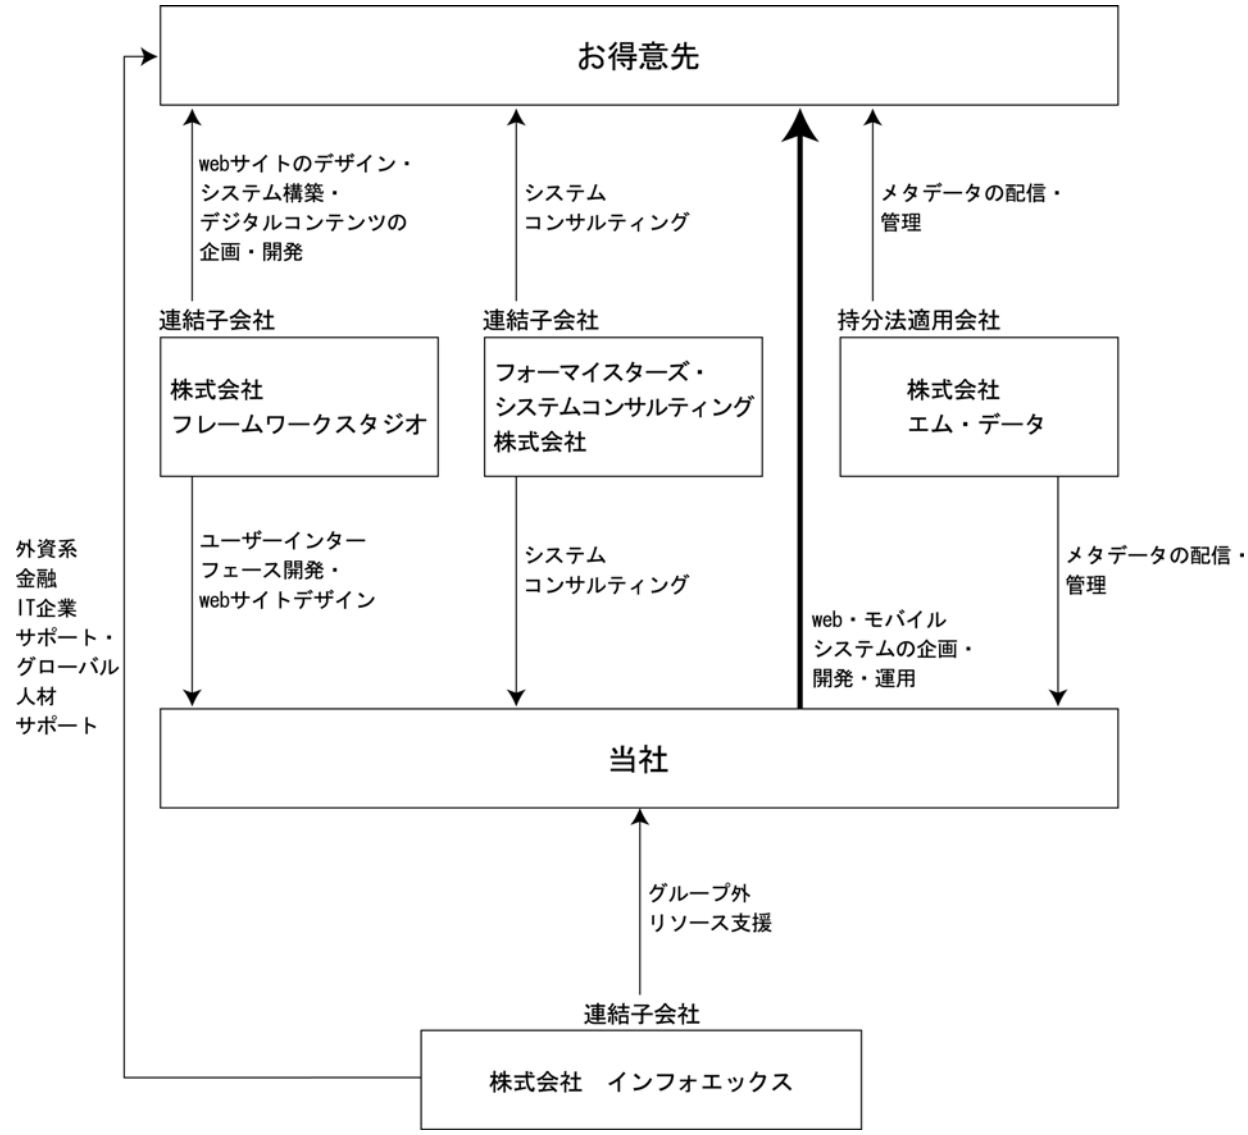 お得意先
webサイトのデザイン・
システム構築・
デジタルコンテンツの
企画・開発
システム
コンサルティング
メタデータの配信・
管理
連結子会社
株式会社
フレームワークスタジオ
連結子会社
フォーマイスターズ・
システムコンサルティング
株式会社
持分法適用会社
株式会社
エム・データ
外資系
金融
IT企業
サポート・
グローバル
人材
サポート
ユーザーインター
フェース開発・
webサイトデザイン
システム
コンサルティング
web・モバイル
システムの企画・
開発・運用
メタデータの配信・
管理
当社
グループ外
リソース支援
連結子会社
株式会社　インフォエックス